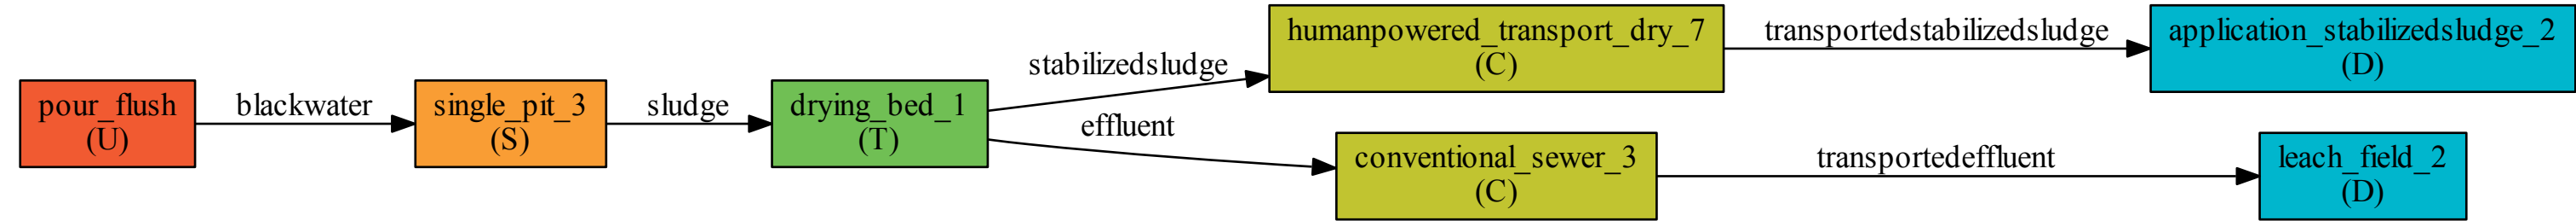 pour_flush
(U)
blackwater
single_pit_3
(S)
sludge
drying_bed_1
(T)
stabilizedsludge
effluent
humanpowered_transport_dry_7
(C)
transportedstabilizedsludge
application_stabilizedsludge_2
(D)
conventional_sewer_3
(C)
transportedeffluent
leach_field_2
(D)